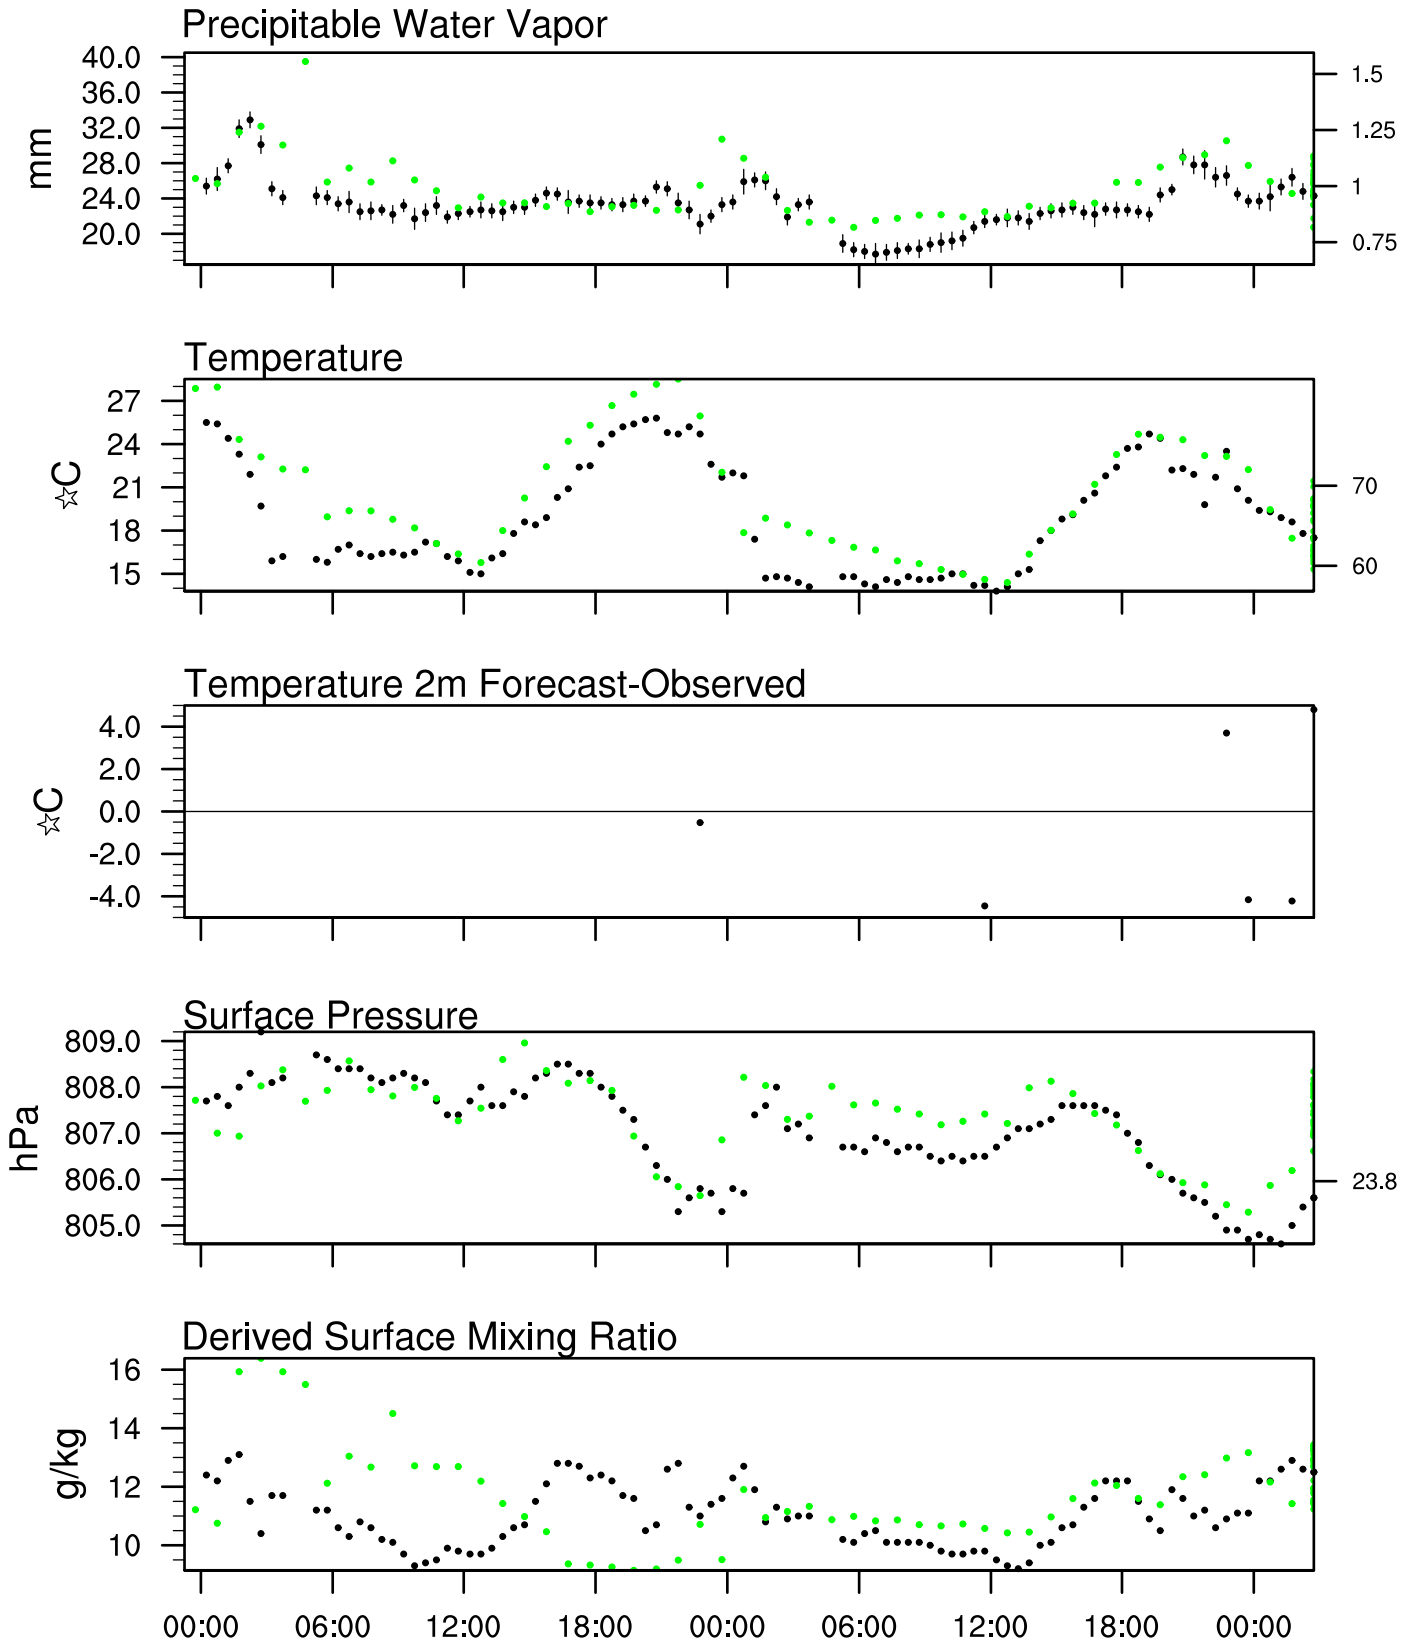 Precipitable Water Vapor
40.0
36.0
32.0
28.0
24.0
20.0
mm
1.5
1.25
1
0.75
Temperature
27
24
21
18
15
☆C
70
60
Temperature 2m Forecast-Observed
4.0
2.0
0.0
-2.0
-4.0
☆C
Surface Pressure
809.0
808.0
807.0
806.0
805.0
hPa
23.8
Derived Surface Mixing Ratio
16
14
12
10
g/kg
00:00 06:00 12:00 18:00 00:00 06:00 12:00 18:00 00:00